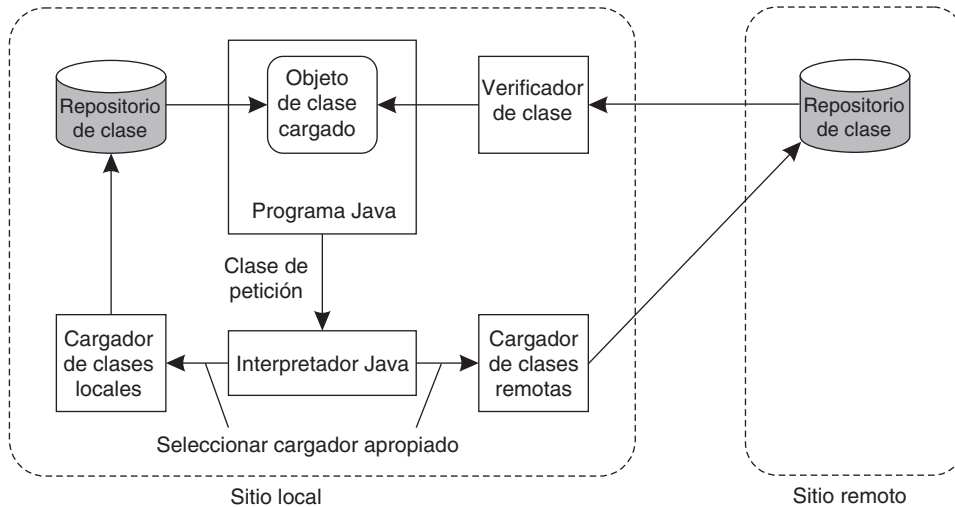 Repositorio
de clase
Objeto
de clase
cargado
Verificador
de clase
Repositorio
de clase
Programa Java
Clase de
petición
Cargador
de clases
locales
Interpretador Java
Cargador
de clases
remotas
Seleccionar cargador apropiado
Sitio local
Sitio remoto